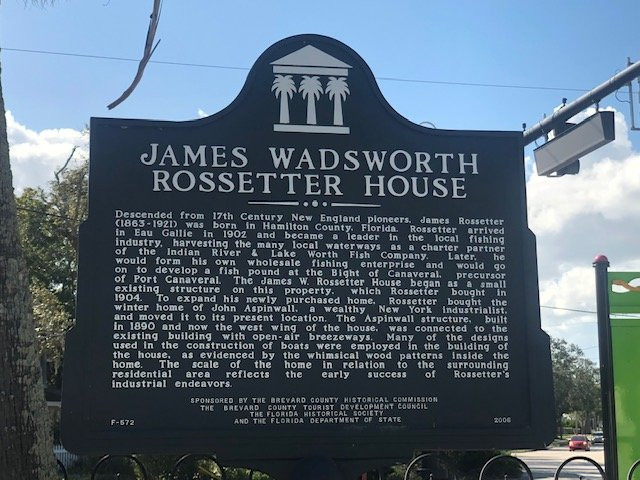 JAMES WADSWORTH
ROSSETTER HOUSE
Descended from 17th Century New England pioneers, James Rossetter
(1863-1921) was born in Hamilton County, Florida. Rossetter arrived
in Eau Gallie in 1902 and became a leader in the local fishing
industry, harvesting the many local waterways as a charter partner
of the Indian River & Lake Worth Fish Company. Later, he
would form his own wholesale fishing enterprise and would go
on to develop a fish pound at the Bight of Canaveral, precursor
of Port Canaveral. The James W. Rossetter House began as a small
existing structure on this property, which Rossetter bought in
1904. To expand his newly purchased home, Rossetter bought the
winter home of John Aspinwall, a wealthy New York industrialist,
and moved it to its present location. The Aspinwall structure, built
in 1890 and now the west wing of the house, was connected to the
existing building with open-air breezeways. Many of the designs
used in the construction of boats were employed in the building of
the house, as evidenced by the whimsical wood patterns inside the
home. The scale of the home in relation to the surrounding
residential area reflects the early success of Rossetter's
industrial endeavors.
SPONSORED BY THE BREVARD COUNTY HISTORICAL COMMISSION
THE BREVARD COUNTY TOURIST DEVELOPMENT COUNCIL
THE FLORIDA HISTORICAL SOCIETY
F-572 AND THE FLORIDA DEPARTMENT OF STATE 2006